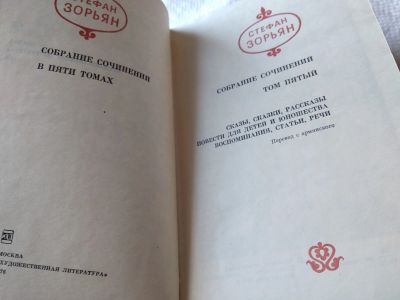 СТЕФАН
ЗОРЬЯН
СОБРАНИЕ СОЧИНЕНИЙ
В ПЯТИ ТОМАХ
МОСКВА
ХУДОЖЕСТВЕННАЯ ЛИТЕРАТУРА»
76
СТЕФАН
ЗОРЬЯН
СОБРАНИЕ СОЧИНЕНИЙ
ТОМ ПЯТЫЙ
СКАЗЫ, СКАЗКИ, РАССКАЗЫ
ПОВЕСТИ ДЛЯ ДЕТЕЙ И ЮНОШЕСТВА
ВОСПОМИНАНИЯ, СТАТЬИ, РЕЧИ
Перевод с армянского